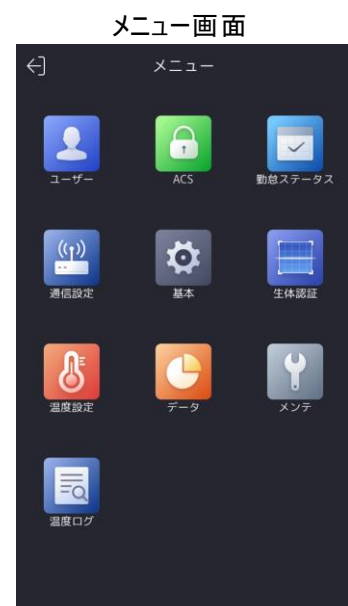 メニュー画面
メニュー
ユーザー
ACS
勤怠ステータス
通信設定
基本
生体認証
温度設定
データ
メンテ
温度ログ